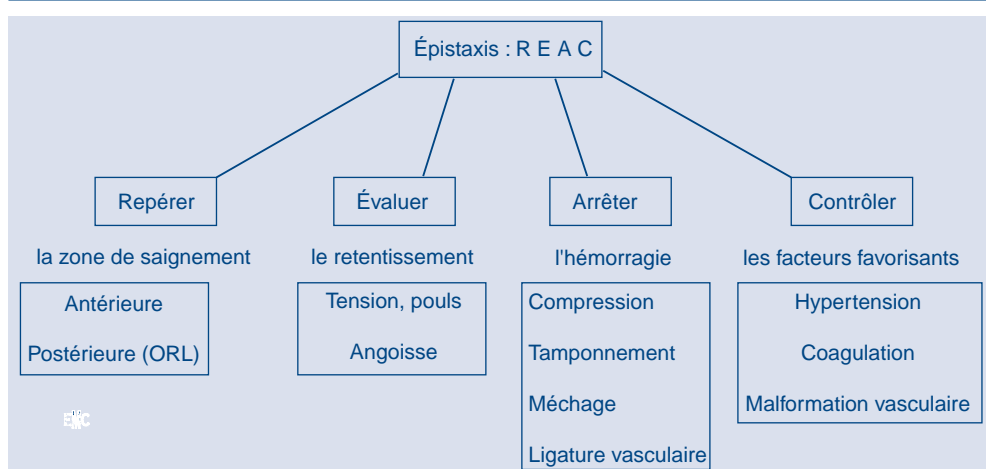 Épistaxis : R E A C
Repérer
la zone de saignement
Antérieure
Postérieure (ORL)
Évaluer
le retentissement
Tension, pouls
Angoisse
Arrêter
l'hémorragie
Compression
Tamponnement
Méchage
Ligature vasculaire
Contrôler
les facteurs favorisants
Hypertension
Coagulation
Malformation vasculaire